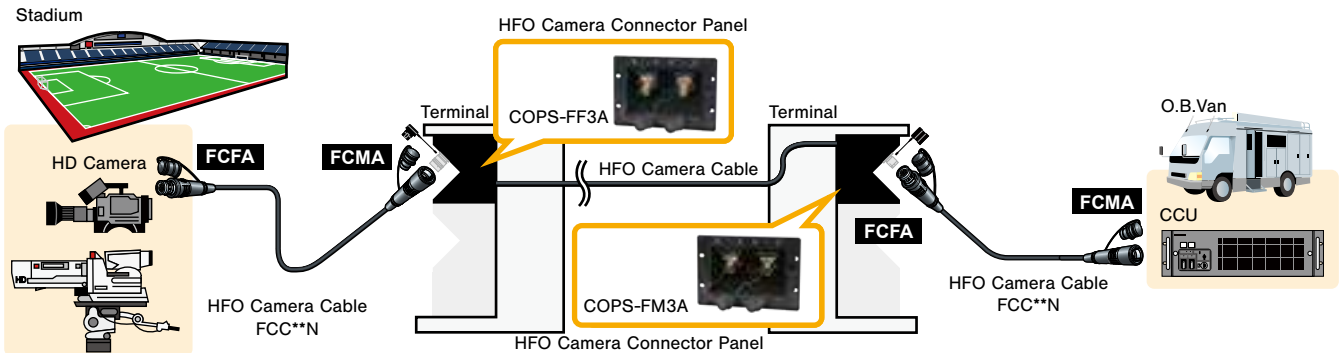 Stadium
HFO Camera Connector Panel
COPS-FF3A
Terminal
Terminal
O.B.Van
HD Camera
FCFA
FCMA
HFO Camera Cable
FCFA
FCMA
CCU
HD
HFO Camera Cable
FCC**N
COPS-FM3A
HFO Camera Cable
FCC**N
HFO Camera Connector Panel